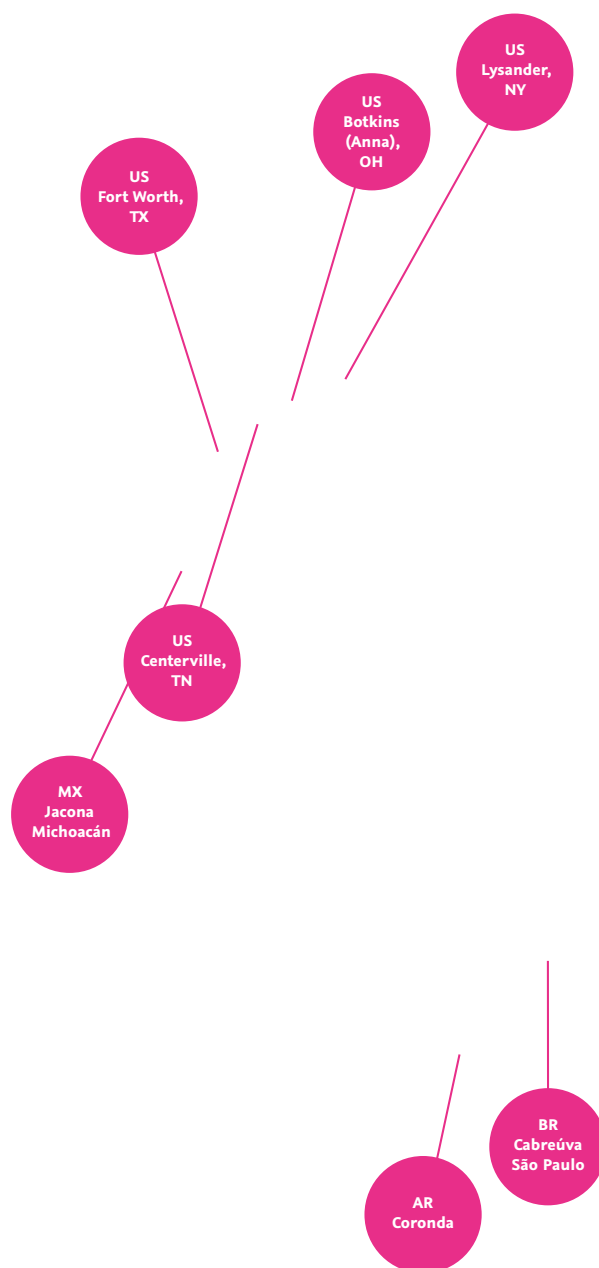 US
Lysander,
NY
US
Botkins
(Anna),
OH
US
Fort Worth,
TX
US
Centerville,
TN
MX
Jacona
Michoacán
BR
Cabreúva
São Paulo
AR
Coronda